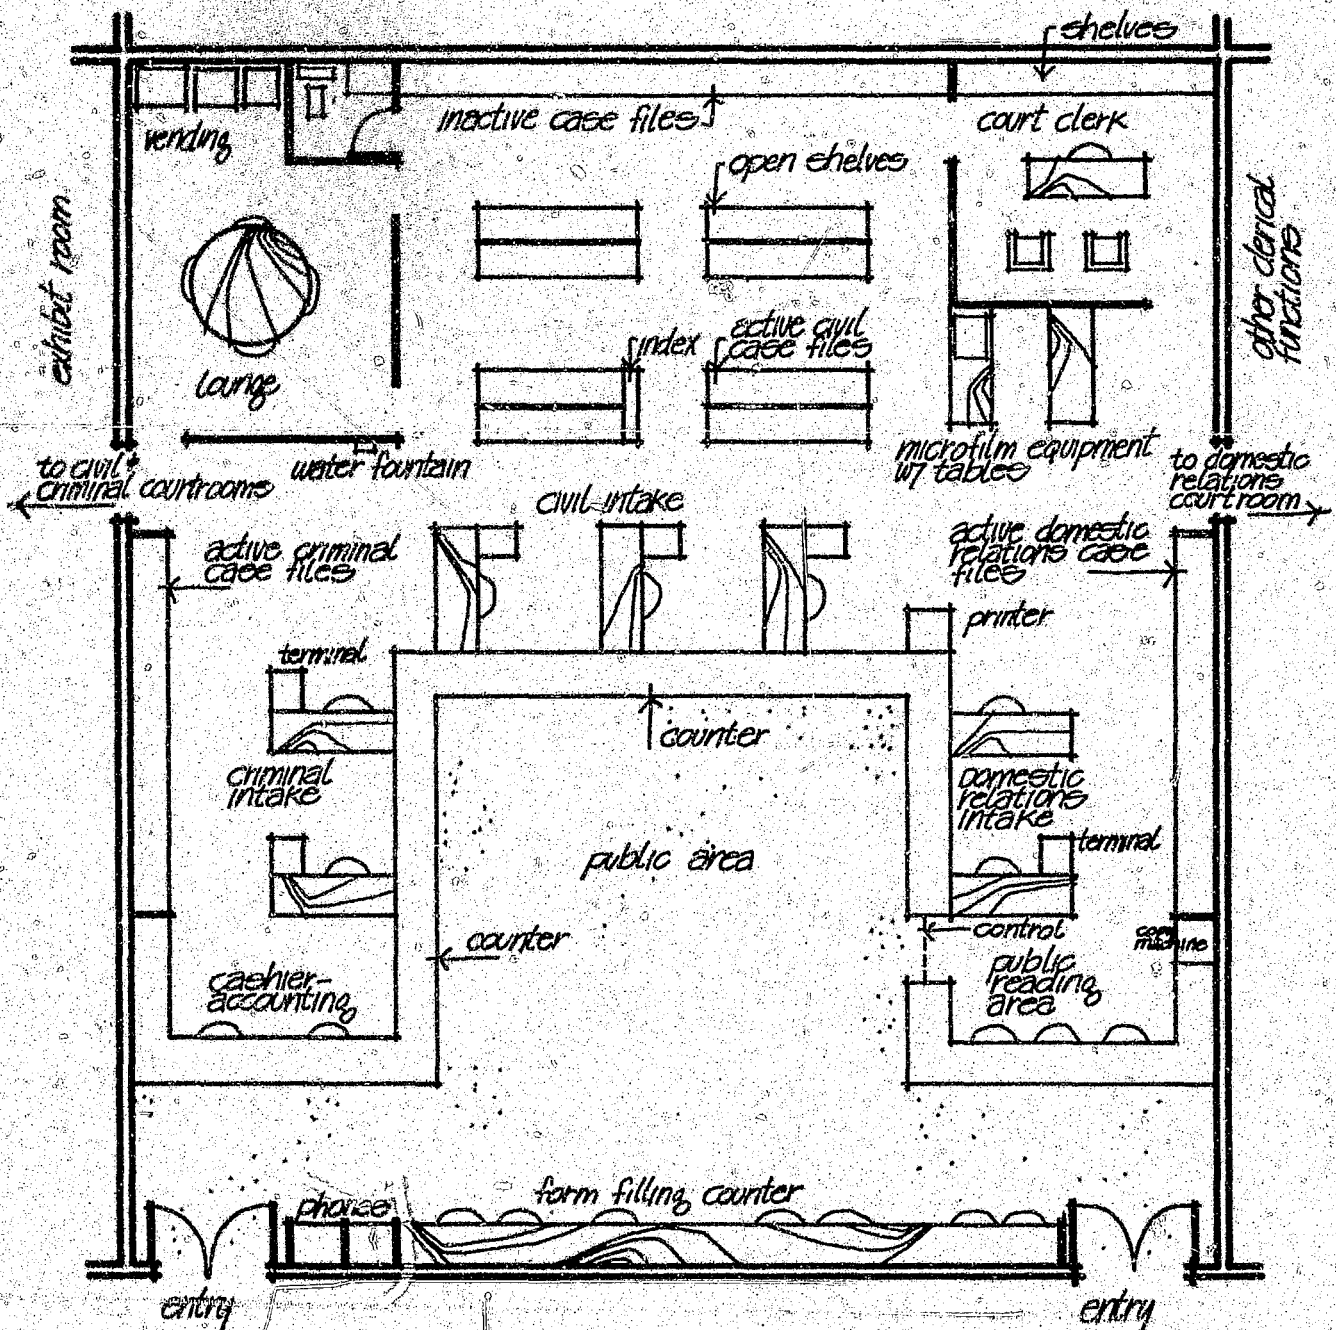 shelves
inactive case files
court clerk
vending
open shelves
exhibit room
other clerical
functions
index
active civil
case files
lounge
water fountain
microfilm equipment
w/ tables
to civil &
criminal courtrooms
to domestic
relations
courtroom
civil intake
active criminal
case files
active domestic
relations case
files
printer
terminal
counter
criminal
intake
Domestic
relations
intake
terminal
public area
counter
control
copy
machine
cashier-
accounting
public
reading
area
form filling counter
phones
entry
entry